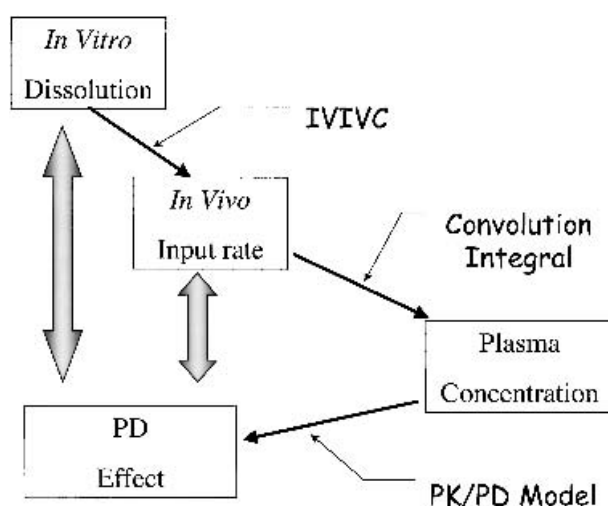 In Vitro
Dissolution
IVIVC
In Vivo
Input rate
Convolution
Integral
Plasma
Concentration
PD
Effect
PK/PD Model